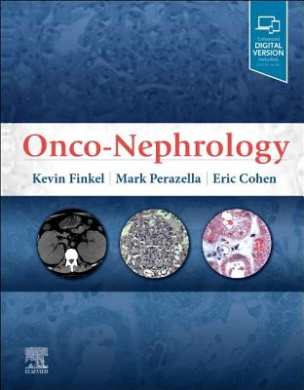 Enhanced
DIGITAL
VERSION
Included.
Onco-Nephrology
Kevin Finkel | Mark Perazella | Eric Cohen
ELSEVIER